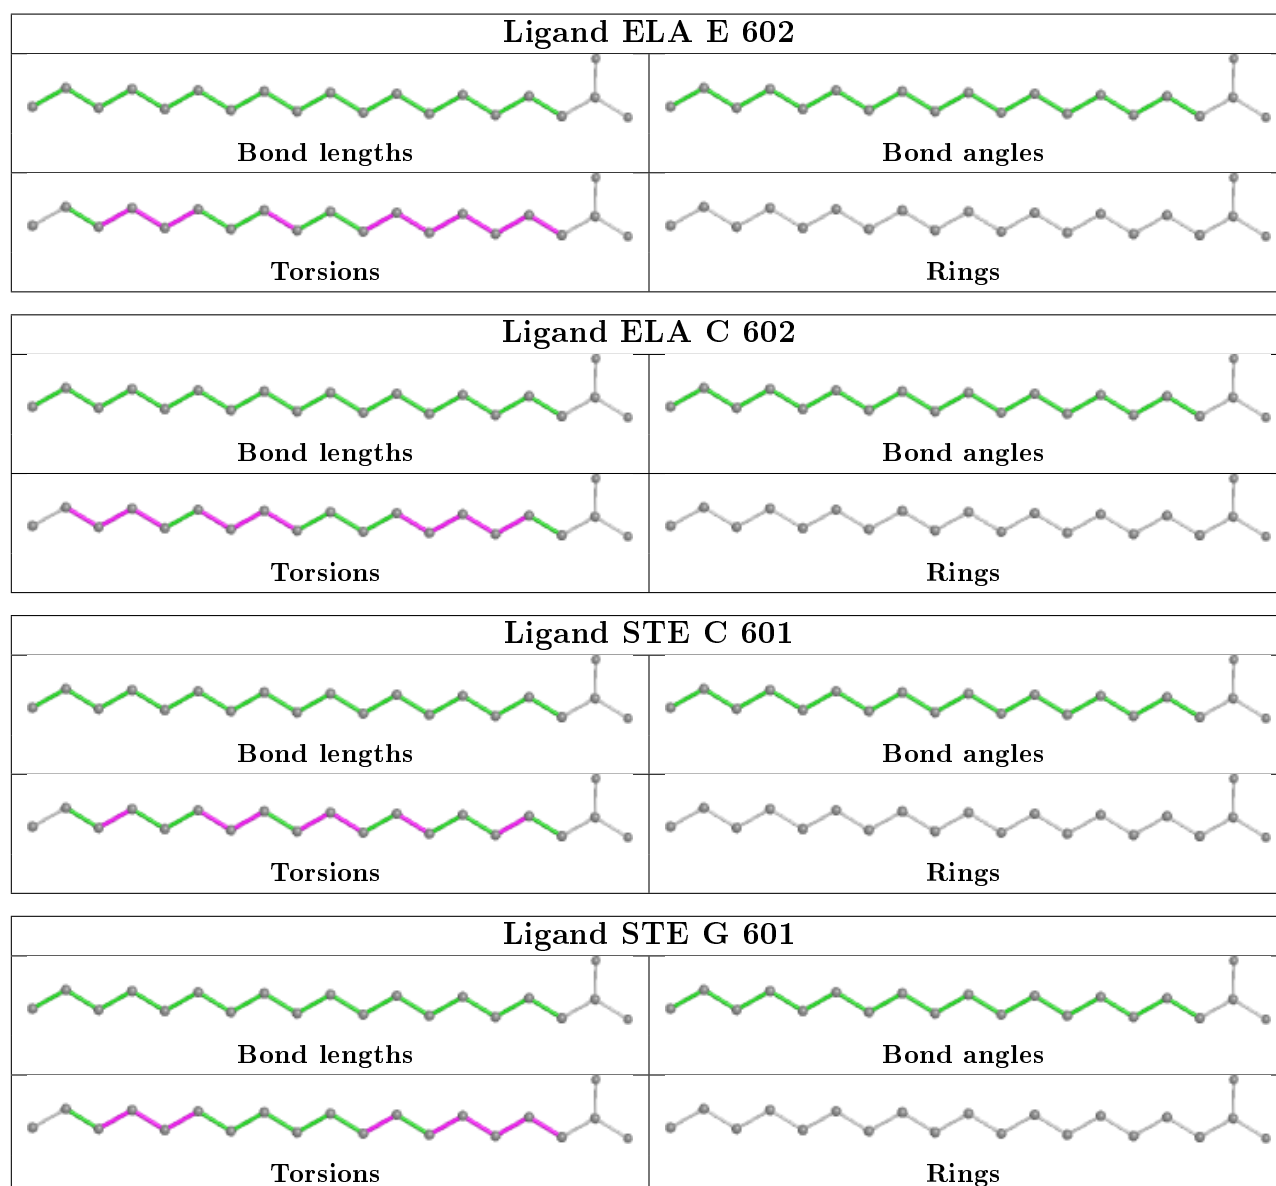 Ligand ELA E 602
Bond lengths
Bond angles
Torsions
Rings
Ligand ELA C 602
Bond lengths
Bond angles
Torsions
Rings
Ligand STE C 601
Bond lengths
Bond angles
Torsions
Rings
Ligand STE G 601
Bond lengths
Bond angles
Torsions
Rings